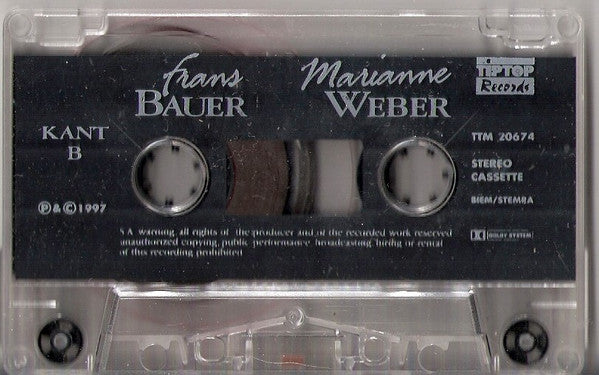 frans
BAUER
Marianne
WEBER
TIPTOP
Records
KANT
B
TTM 20674
STEREO
CASSETTE
℗ & © 1997
BIEM/STEMRA
S A warning all rights of the producer and of the recorded work reserved
unauthorized copying, public performance broadcasting hiring or rental
of this recording prohibited
DOLBY SYSTEM